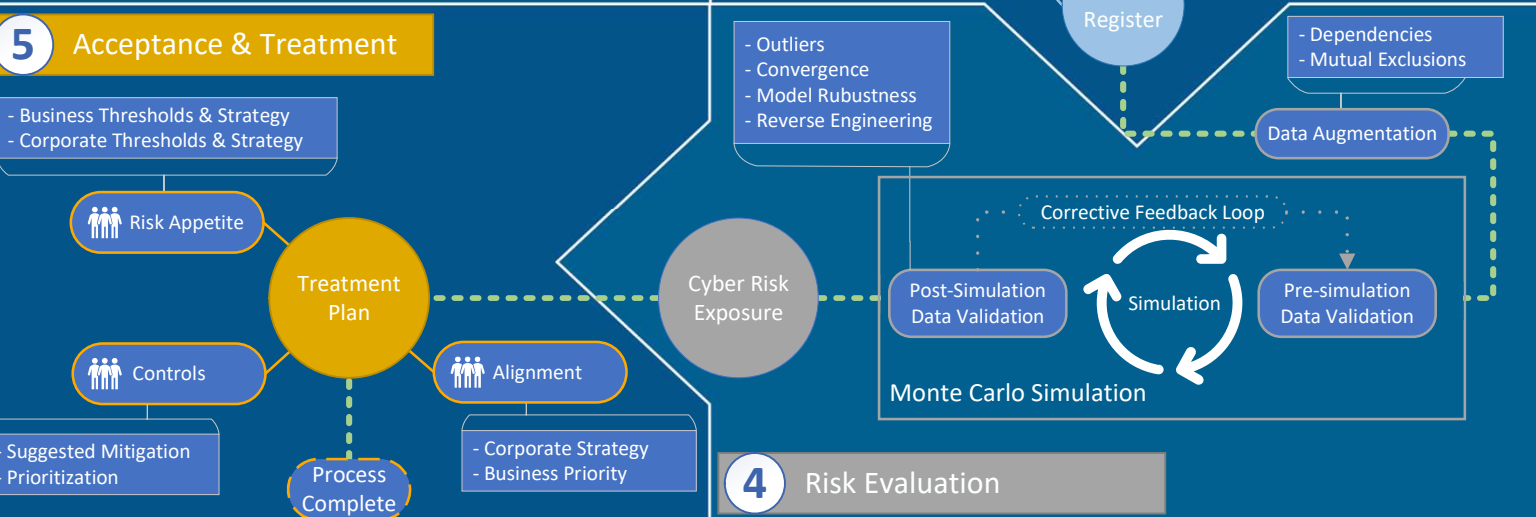 5
Acceptance & Treatment
- Business Thresholds & Strategy
- Corporate Thresholds & Strategy
Risk Appetite
Treatment
Plan
Controls
- Suggested Mitigation
- Prioritization
Alignment
- Corporate Strategy
- Business Priority
Process
Complete
Register
- Outliers
- Convergence
- Model Rubustness
- Reverse Engineering
- Dependencies
- Mutual Exclusions
Data Augmentation
Corrective Feedback Loop
Cyber Risk
Exposure
Post-Simulation
Data Validation
Simulation
Pre-simulation
Data Validation
Monte Carlo Simulation
4
Risk Evaluation